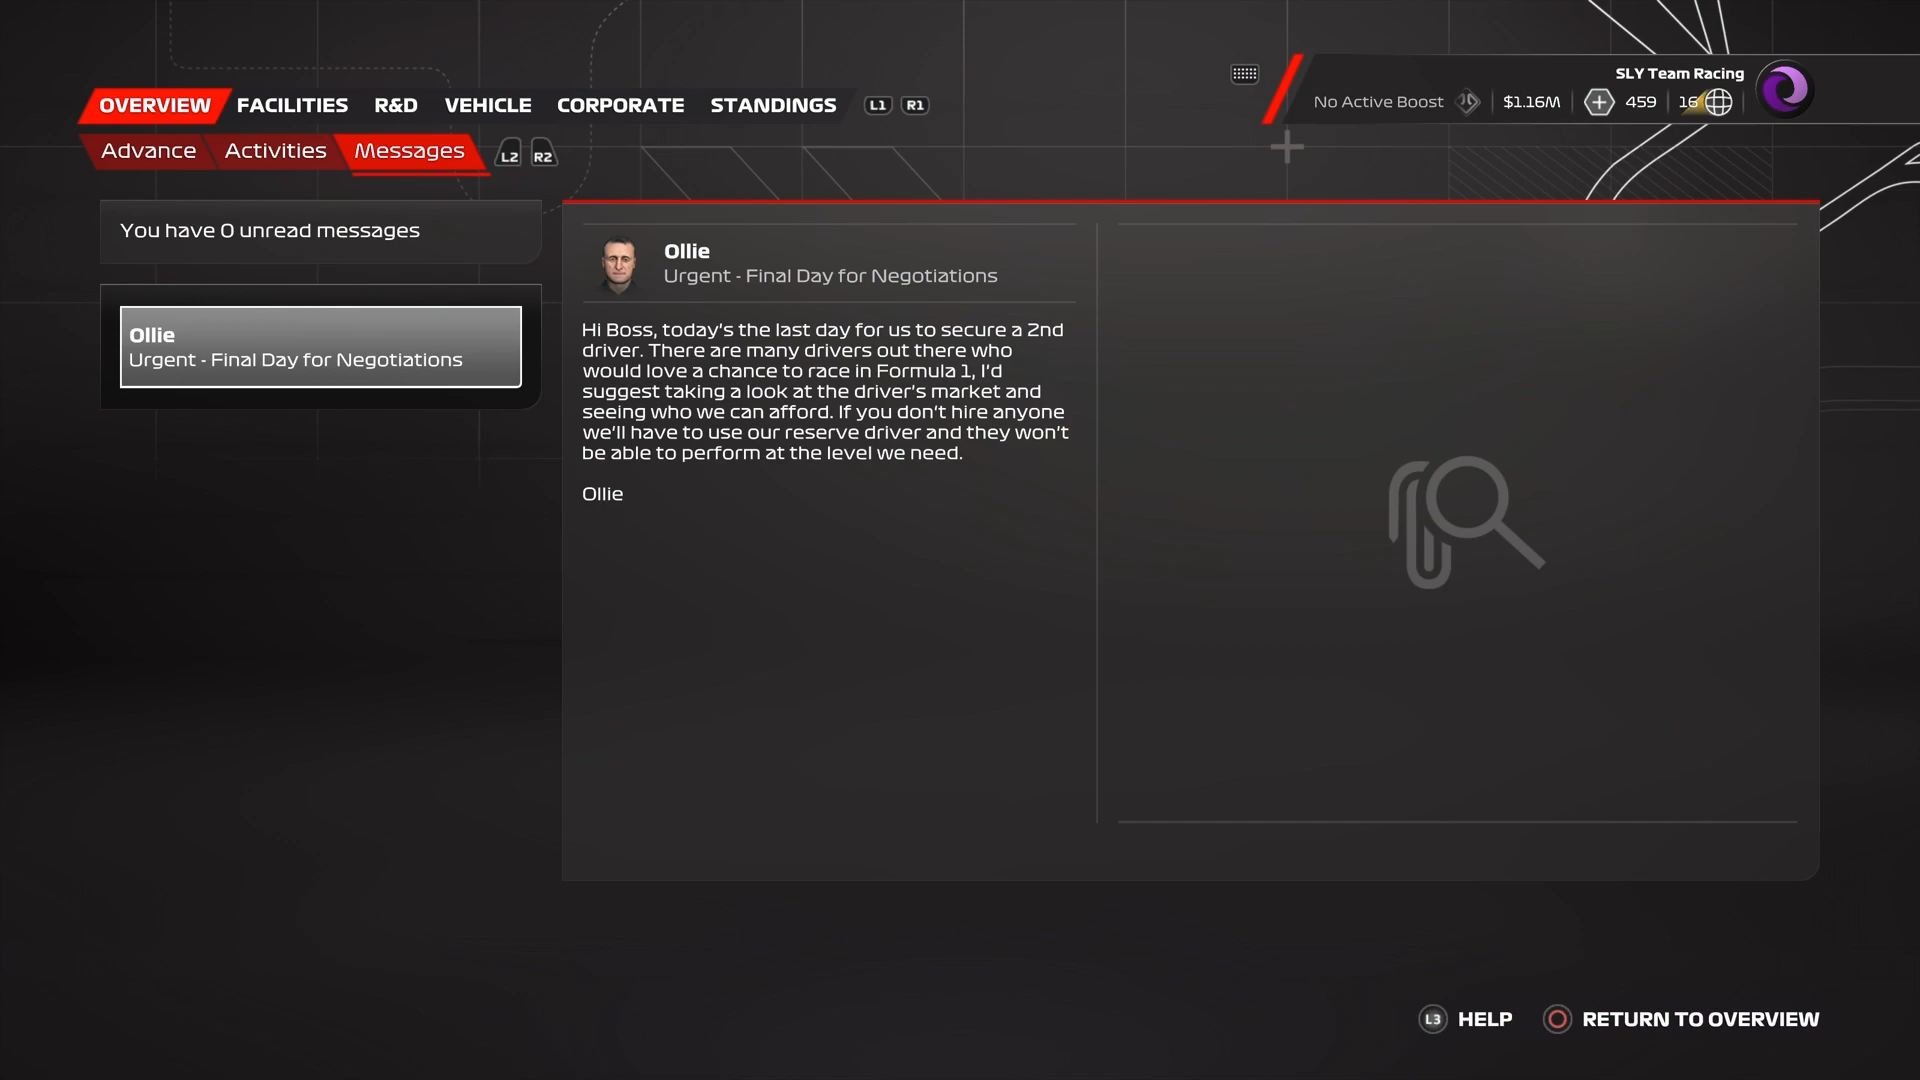 SLY Team Racing
OVERVIEW FACILITIES R&D VEHICLE CORPORATE STANDINGS L1 R1
No Active Boost $1.16M 459 16
Advance Activities Messages L2 R2
You have 0 unread messages
Ollie
Urgent - Final Day for Negotiations
Ollie
Urgent - Final Day for Negotiations
Hi Boss, today's the last day for us to secure a 2nd
driver. There are many drivers out there who
would love a chance to race in Formula 1, I'd
suggest taking a look at the driver's market and
seeing who we can afford. If you don't hire anyone
we'll have to use our reserve driver and they won't
be able to perform at the level we need.
Ollie
L3 HELP RETURN TO OVERVIEW